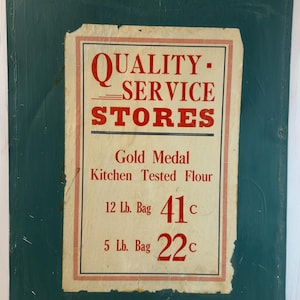 QUALITY·
SERVICE
STORES
Gold Medal
Kitchen Tested Flour
12 Lb. Bag 41c
5 Lb. Bag 22c